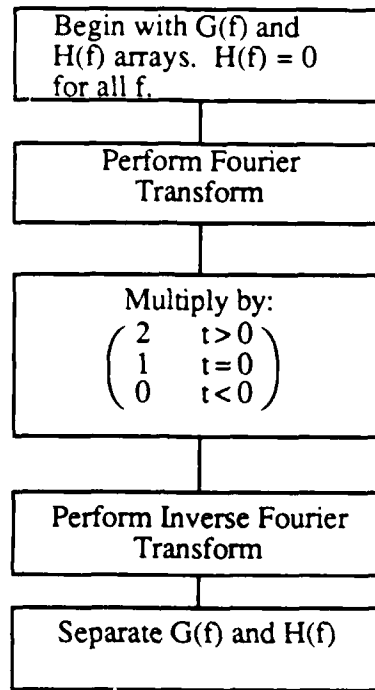 Begin with G(f) and
H(f) arrays. H(f) = 0
for all f.
Perform Fourier
Transform
Multiply by:
2 t > 0
1 t = 0
0 t < 0
Perform Inverse Fourier
Transform
Separate G(f) and H(f)